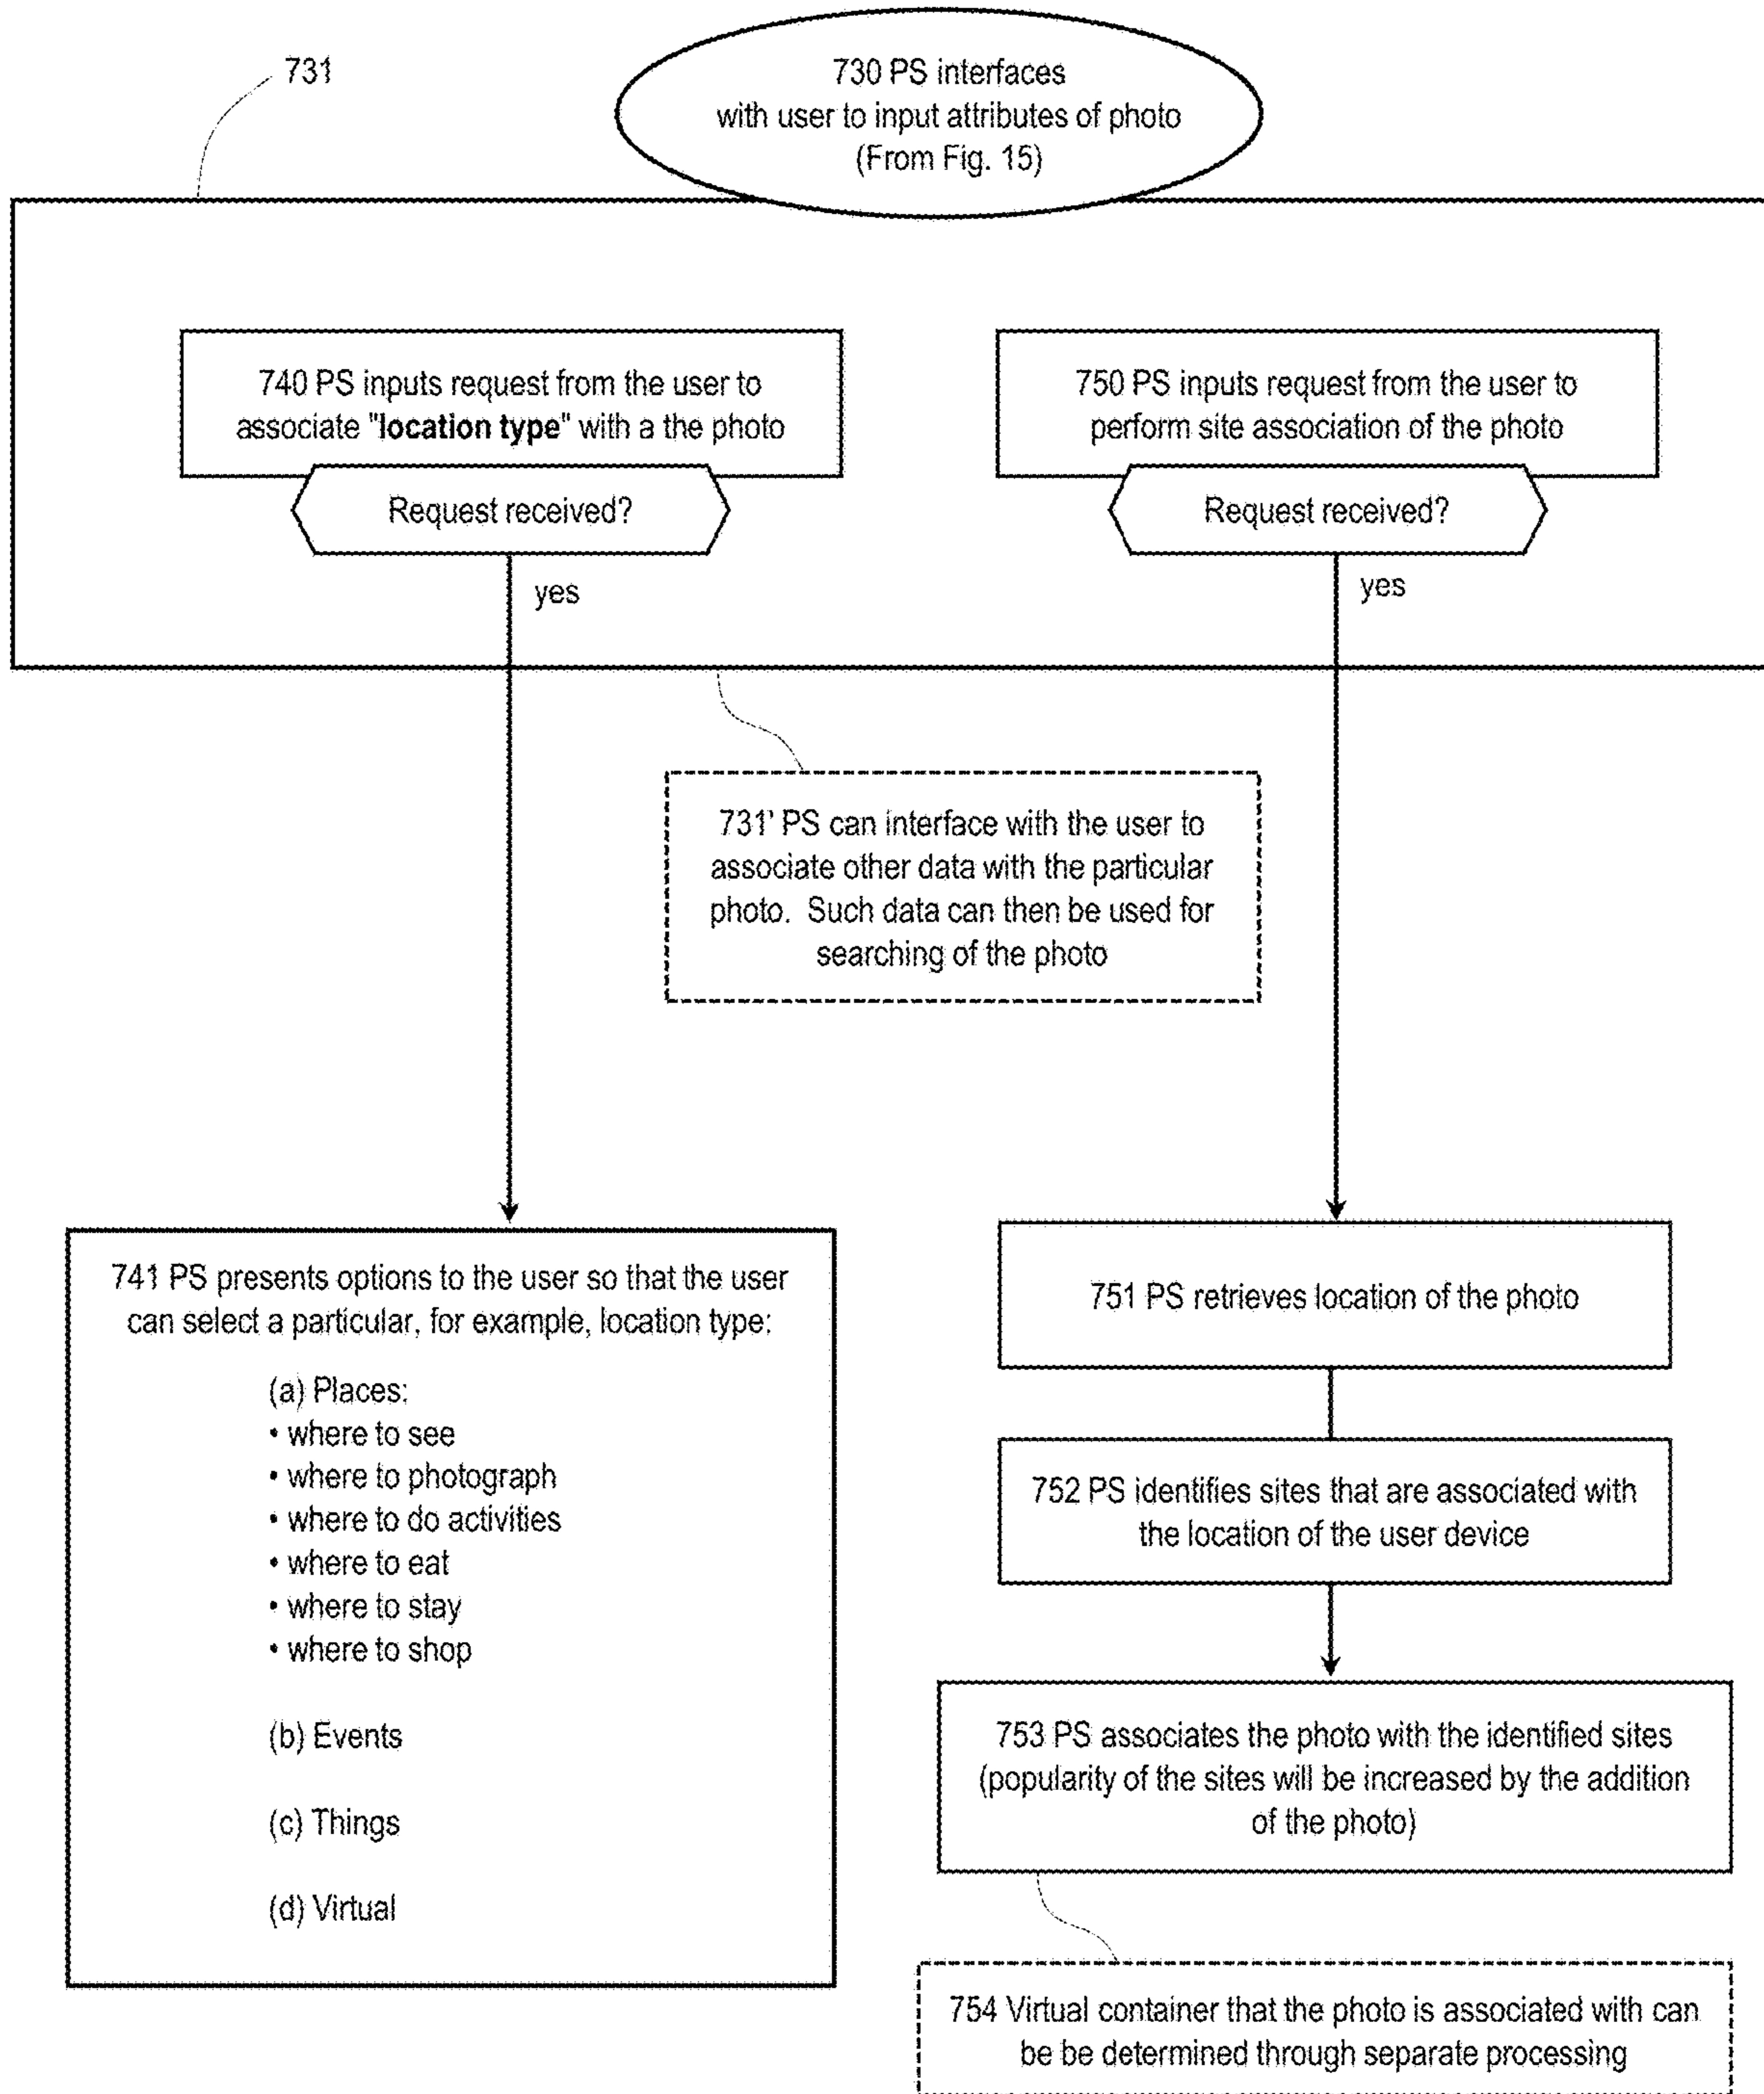 731
730 PS interfaces
with user to input attributes of photo
(From Fig. 15)
740 PS inputs request from the user to
associate "location type" with a the photo
Request received?
yes
750 PS inputs request from the user to
perform site association of the photo
Request received?
yes
731' PS can interface with the user to
associate other data with the particular
photo. Such data can then be used for
searching of the photo
741 PS presents options to the user so that the user
can select a particular, for example, location type:
(a) Places:
• where to see
• where to photograph
• where to do activities
• where to eat
• where to stay
• where to shop
(b) Events
(c) Things
(d) Virtual
751 PS retrieves location of the photo
752 PS identifies sites that are associated with
the location of the user device
753 PS associates the photo with the identified sites
(popularity of the sites will be increased by the addition
of the photo)
754 Virtual container that the photo is associated with can
be be determined through separate processing